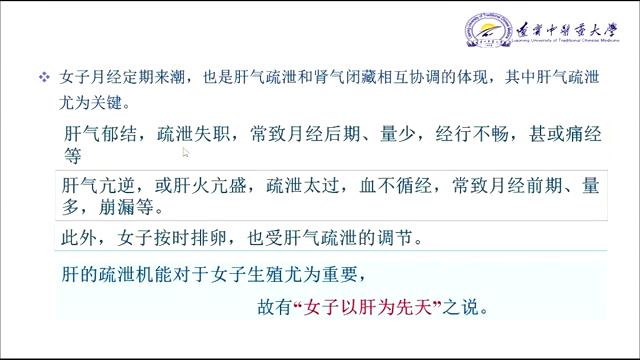 遼寧中醫藥大學
Liaoning University of Traditional Chinese Medicine
女子月经定期来潮，也是肝气疏泄和肾气闭藏相互协调的体现，其中肝气疏泄
尤为关键。
肝气郁结，疏泄失职，常致月经后期、量少，经行不畅，甚或痛经
等
肝气亢逆，或肝火亢盛，疏泄太过，血不循经，常致月经前期、量
多，崩漏等。
此外，女子按时排卵，也受肝气疏泄的调节。
肝的疏泄机能对于女子生殖尤为重要，
故有“女子以肝为先天”之说。